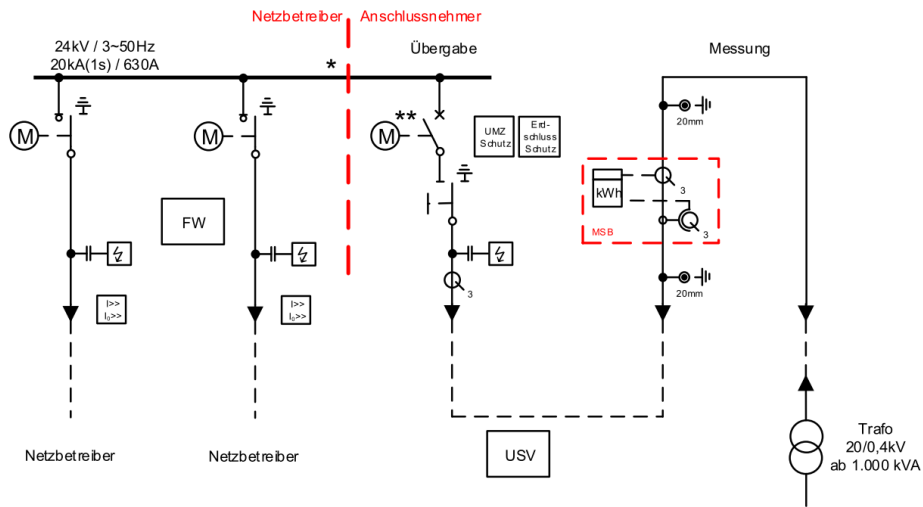 Netzbetreiber
Anschlussnehmer
24kV / 3~50Hz
20kA(1s) / 630A
*
Übergabe
Messung
M
M
M
**
UMZ
Schutz
Erd-
schluss
Schutz
20mm
kWh
3
3
MSB
FW
3
20mm
I>>
I₀>>
I>>
I₀>>
Netzbetreiber
Netzbetreiber
USV
Trafo
20/0,4kV
ab 1.000 kVA